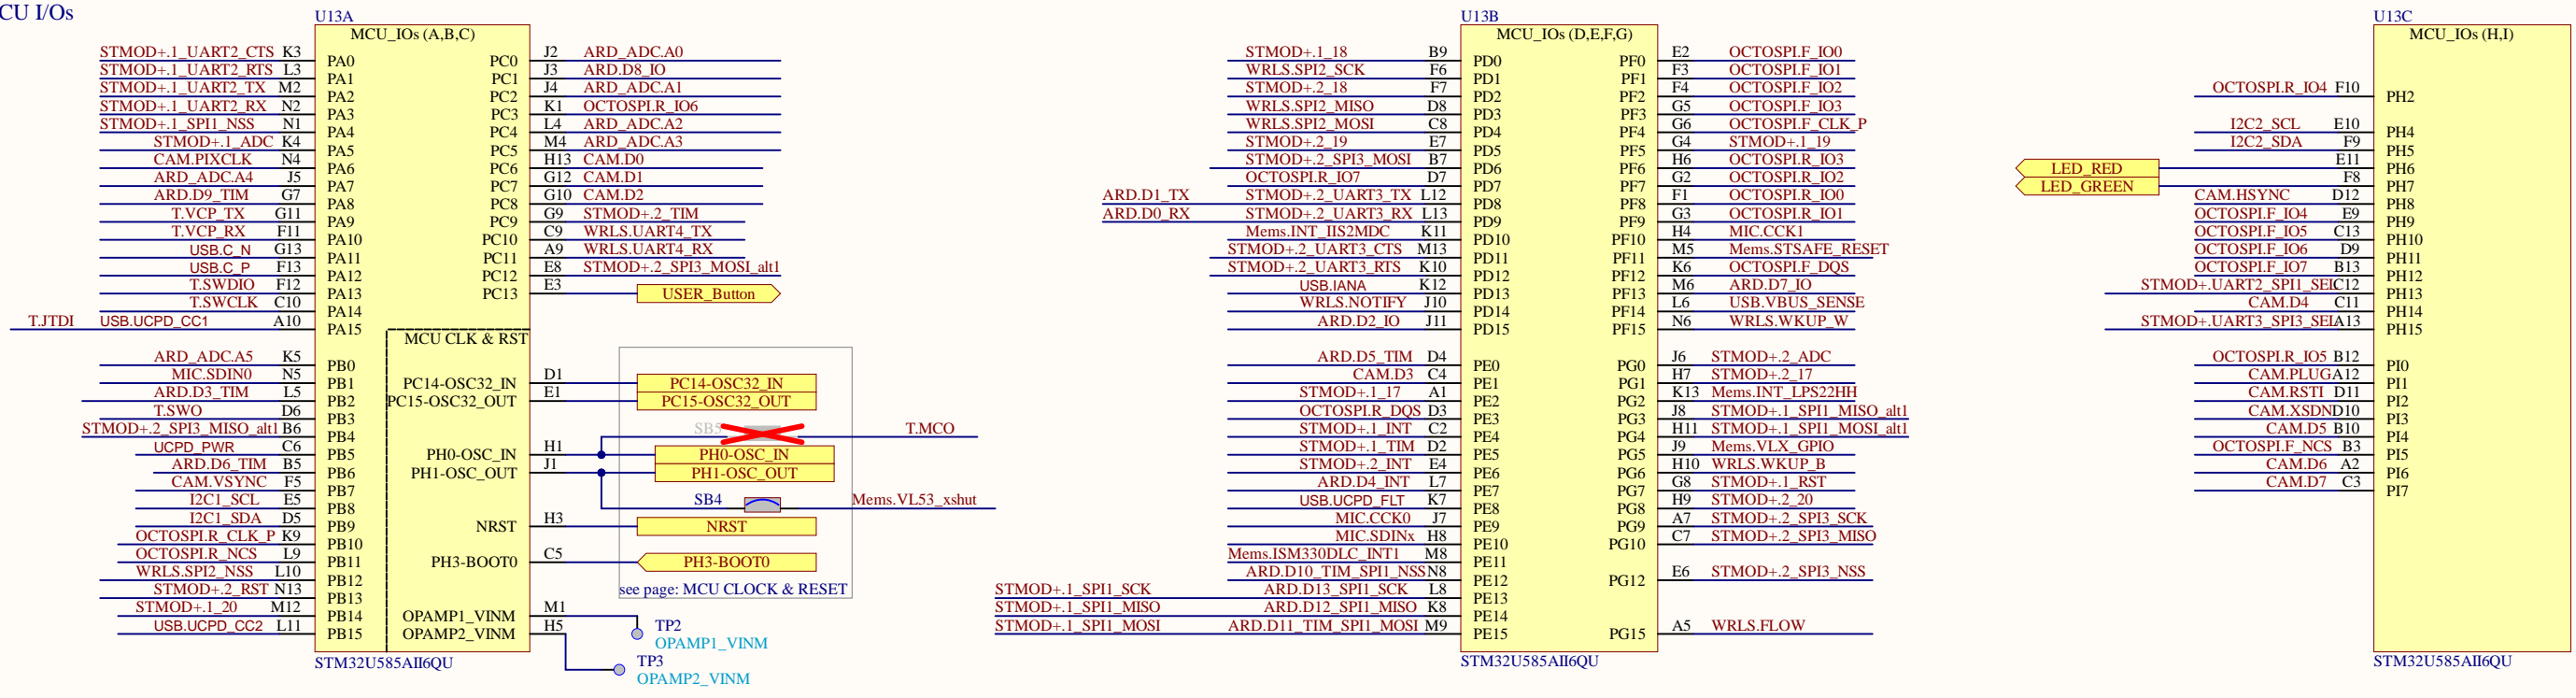 CU I/Os
U13A
MCU_IOs (A,B,C)
STMOD+.1_UART2_CTS K3 PA0 PC0 J2 ARD_ADC.A0
STMOD+.1_UART2_RTS L3 PA1 PC1 J3 ARD.D8_IO
STMOD+.1_UART2_TX M2 PA2 PC2 J4 ARD_ADC.A1
STMOD+.1_UART2_RX N2 PA3 PC3 K1 OCTOSPI.R_IO6
STMOD+.1_SPI1_NSS N1 PA4 PC4 L4 ARD_ADC.A2
STMOD+.1_ADC K4 PA5 PC5 M4 ARD_ADC.A3
CAM.PIXCLK N4 PA6 PC6 H13 CAM.D0
ARD_ADC.A4 J5 PA7 PC7 G12 CAM.D1
ARD.D9_TIM G7 PA8 PC8 G10 CAM.D2
T.VCP_TX G11 PA9 PC9 G9 STMOD+.2_TIM
T.VCP_RX F11 PA10 PC10 C9 WRLS.UART4_TX
USB.C_N G13 PA11 PC11 A9 WRLS.UART4_RX
USB.C_P F13 PA12 PC12 E8 STMOD+.2_SPI3_MOSI_alt1
T.SWDIO F12 PA13 PC13 E3 USER_Button
T.SWCLK C10 PA14
T.JTDI USB.UCPD_CC1 A10 PA15
MCU CLK & RST
ARD_ADC.A5 K5 PB0
MIC.SDIN0 N5 PB1 PC14-OSC32_IN D1 PC14-OSC32_IN
ARD.D3_TIM L5 PB2 PC15-OSC32_OUT E1 PC15-OSC32_OUT
T.SWO D6 PB3
STMOD+.2_SPI3_MISO_alt1 B6 PB4 SB5 T.MCO
UCPD_PWR C6 PB5 PH0-OSC_IN H1 PH0-OSC_IN
ARD.D6_TIM B5 PB6 PH1-OSC_OUT J1 PH1-OSC_OUT
CAM.VSYNC F5 PB7
I2C1_SCL E5 PB8 SB4 Mems.VL53_xshut
I2C1_SDA D5 PB9 NRST H3 NRST
OCTOSPI.R_CLK_P K9 PB10
OCTOSPI.R_NCS L9 PB11 PH3-BOOT0 C5 PH3-BOOT0
WRLS.SPI2_NSS L10 PB12
STMOD+.2_RST N13 PB13 see page: MCU CLOCK & RESET
STMOD+.1_20 M12 PB14 OPAMP1_VINM M1 TP2
USB.UCPD_CC2 L11 PB15 OPAMP2_VINM H5 OPAMP1_VINM
STM32U585AII6QU TP3
OPAMP2_VINM
U13B
MCU_IOs (D,E,F,G)
STMOD+.1_18 B9 PD0 PF0 E2 OCTOSPI.F_IO0
WRLS.SPI2_SCK F6 PD1 PF1 F3 OCTOSPI.F_IO1
STMOD+.2_18 F7 PD2 PF2 F4 OCTOSPI.F_IO2
WRLS.SPI2_MISO D8 PD3 PF3 G5 OCTOSPI.F_IO3
WRLS.SPI2_MOSI C8 PD4 PF4 G6 OCTOSPI.F_CLK_P
STMOD+.2_19 E7 PD5 PF5 G4 STMOD+.1_19
STMOD+.2_SPI3_MOSI B7 PD6 PF6 H6 OCTOSPI.R_IO3
OCTOSPI.R_IO7 D7 PD7 PF7 G2 OCTOSPI.R_IO2
ARD.D1_TX STMOD+.2_UART3_TX L12 PD8 PF8 F1 OCTOSPI.R_IO0
ARD.D0_RX STMOD+.2_UART3_RX L13 PD9 PF9 G3 OCTOSPI.R_IO1
Mems.INT_IIS2MDC K11 PD10 PF10 H4 MIC.CCK1
STMOD+.2_UART3_CTS M13 PD11 PF11 M5 Mems.STSAFE_RESET
STMOD+.2_UART3_RTS K10 PD12 PF12 K6 OCTOSPI.F_DQS
USB.IANA K12 PD13 PF13 M6 ARD.D7_IO
WRLS.NOTIFY J10 PD14 PF14 L6 USB.VBUS_SENSE
ARD.D2_IO J11 PD15 PF15 N6 WRLS.WKUP_W
ARD.D5_TIM D4 PE0 PG0 J6 STMOD+.2_ADC
CAM.D3 C4 PE1 PG1 H7 STMOD+.2_17
STMOD+.1_17 A1 PE2 PG2 K13 Mems.INT_LPS22HH
OCTOSPI.R_DQS D3 PE3 PG3 J8 STMOD+.1_SPI1_MISO_alt1
STMOD+.1_INT C2 PE4 PG4 H11 STMOD+.1_SPI1_MOSI_alt1
STMOD+.1_TIM D2 PE5 PG5 J9 Mems.VLX_GPIO
STMOD+.2_INT E4 PE6 PG6 H10 WRLS.WKUP_B
ARD.D4_INT L7 PE7 PG7 G8 STMOD+.1_RST
USB.UCPD_FLT K7 PE8 PG8 H9 STMOD+.2_20
MIC.CCK0 J7 PE9 PG9 A7 STMOD+.2_SPI3_SCK
MIC.SDINx H8 PE10 PG10 C7 STMOD+.2_SPI3_MISO
Mems.ISM330DLC_INT1 M8 PE11
ARD.D10_TIM_SPI1_NSS N8 PE12 PG12 E6 STMOD+.2_SPI3_NSS
STMOD+.1_SPI1_SCK ARD.D13_SPI1_SCK L8 PE13
STMOD+.1_SPI1_MISO ARD.D12_SPI1_MISO K8 PE14
STMOD+.1_SPI1_MOSI ARD.D11_TIM_SPI1_MOSI M9 PE15 PG15 A5 WRLS.FLOW
STM32U585AII6QU
U13C
MCU_IOs (H,I)
OCTOSPI.R_IO4 F10 PH2
I2C2_SCL E10 PH4
I2C2_SDA F9 PH5
LED_RED E11 PH6
LED_GREEN F8 PH7
CAM.HSYNC D12 PH8
OCTOSPI.F_IO4 E9 PH9
OCTOSPI.F_IO5 C13 PH10
OCTOSPI.F_IO6 D9 PH11
OCTOSPI.F_IO7 B13 PH12
STMOD+.UART2_SPI1_SEL C12 PH13
CAM.D4 C11 PH14
STMOD+.UART3_SPI3_SEL A13 PH15
OCTOSPI.R_IO5 B12 PI0
CAM.PLUG A12 PI1
CAM.RSTI D11 PI2
CAM.XSDN D10 PI3
CAM.D5 B10 PI4
OCTOSPI.F_NCS B3 PI5
CAM.D6 A2 PI6
CAM.D7 C3 PI7
STM32U585AII6QU